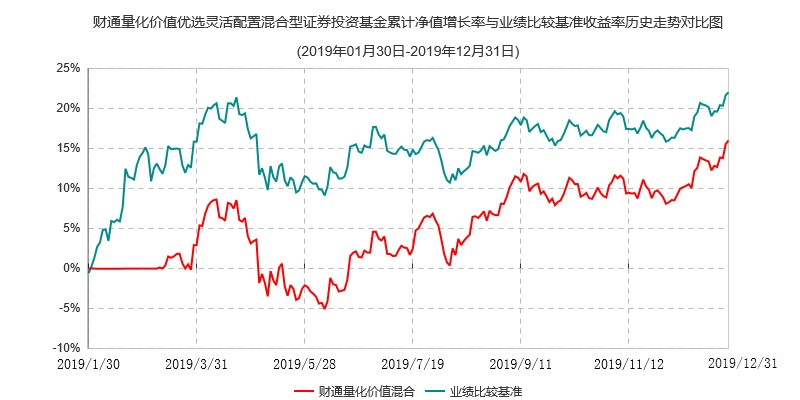 财通量化价值优选灵活配置混合型证券投资基金累计净值增长率与业绩比较基准收益率历史走势对比图
(2019年01月30日-2019年12月31日)
25%
20%
15%
10%
5%
0%
-5%
-10%
2019/1/30 2019/3/31 2019/5/28 2019/7/19 2019/9/11 2019/11/12 2019/12/31
财通量化价值混合 业绩比较基准